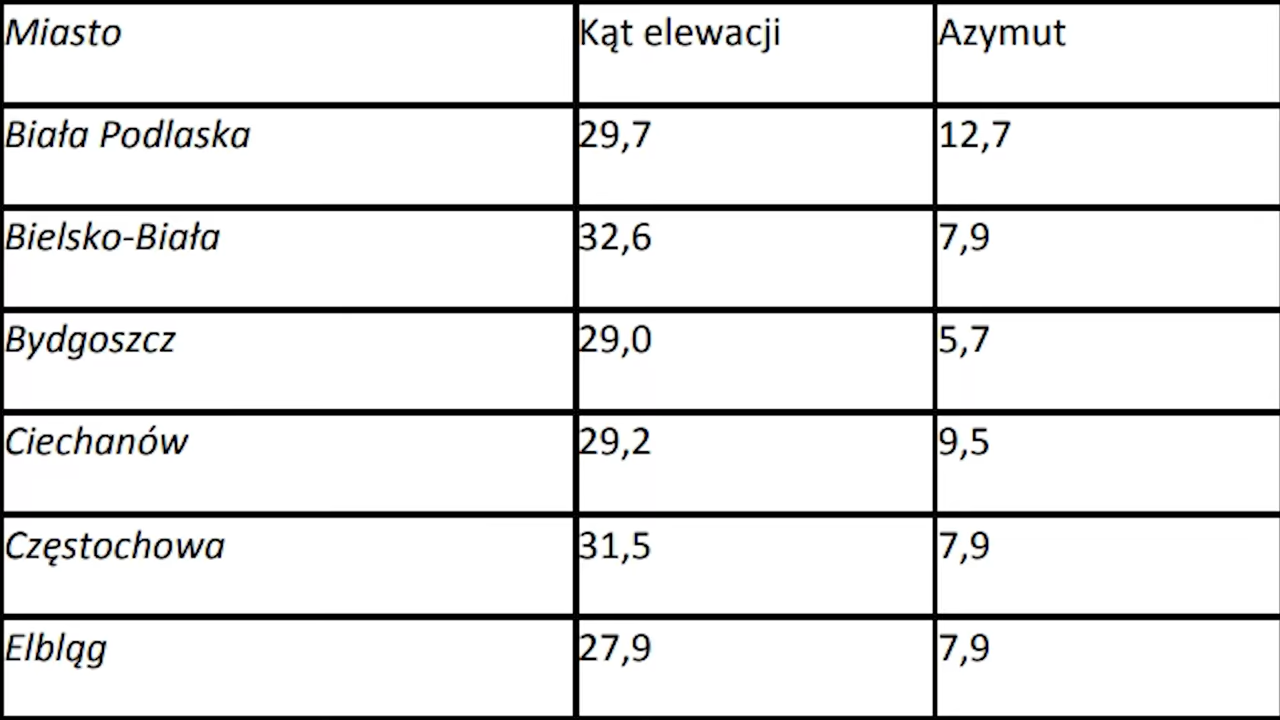 Miasto Kąt elewacji Azymut
Biała Podlaska 29,7 12,7
Bielsko-Biała 32,6 7,9
Bydgoszcz 29,0 5,7
Ciechanów 29,2 9,5
Częstochowa 31,5 7,9
Elbląg 27,9 7,9